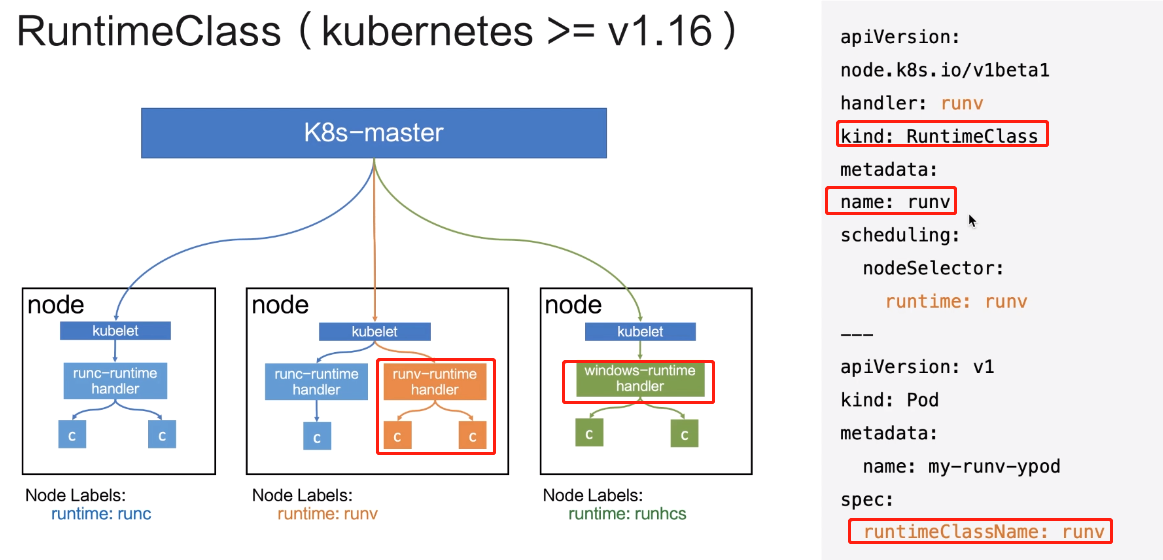 RuntimeClass（kubernetes >= v1.16）
K8s-master
node
kubelet
runc-runtime
handler
c
c
Node Labels:
runtime: runc
node
kubelet
runc-runtime
handler
c
runv-runtime
handler
c
c
Node Labels:
runtime: runv
node
kubelet
windows-runtime
handler
c
c
Node Labels:
runtime: runhcs
apiVersion:
node.k8s.io/v1beta1
handler: runv
kind: RuntimeClass
metadata:
name: runv
scheduling:
nodeSelector:
runtime: runv
---
apiVersion: v1
kind: Pod
metadata:
name: my-runv-ypod
spec:
runtimeClassName: runv